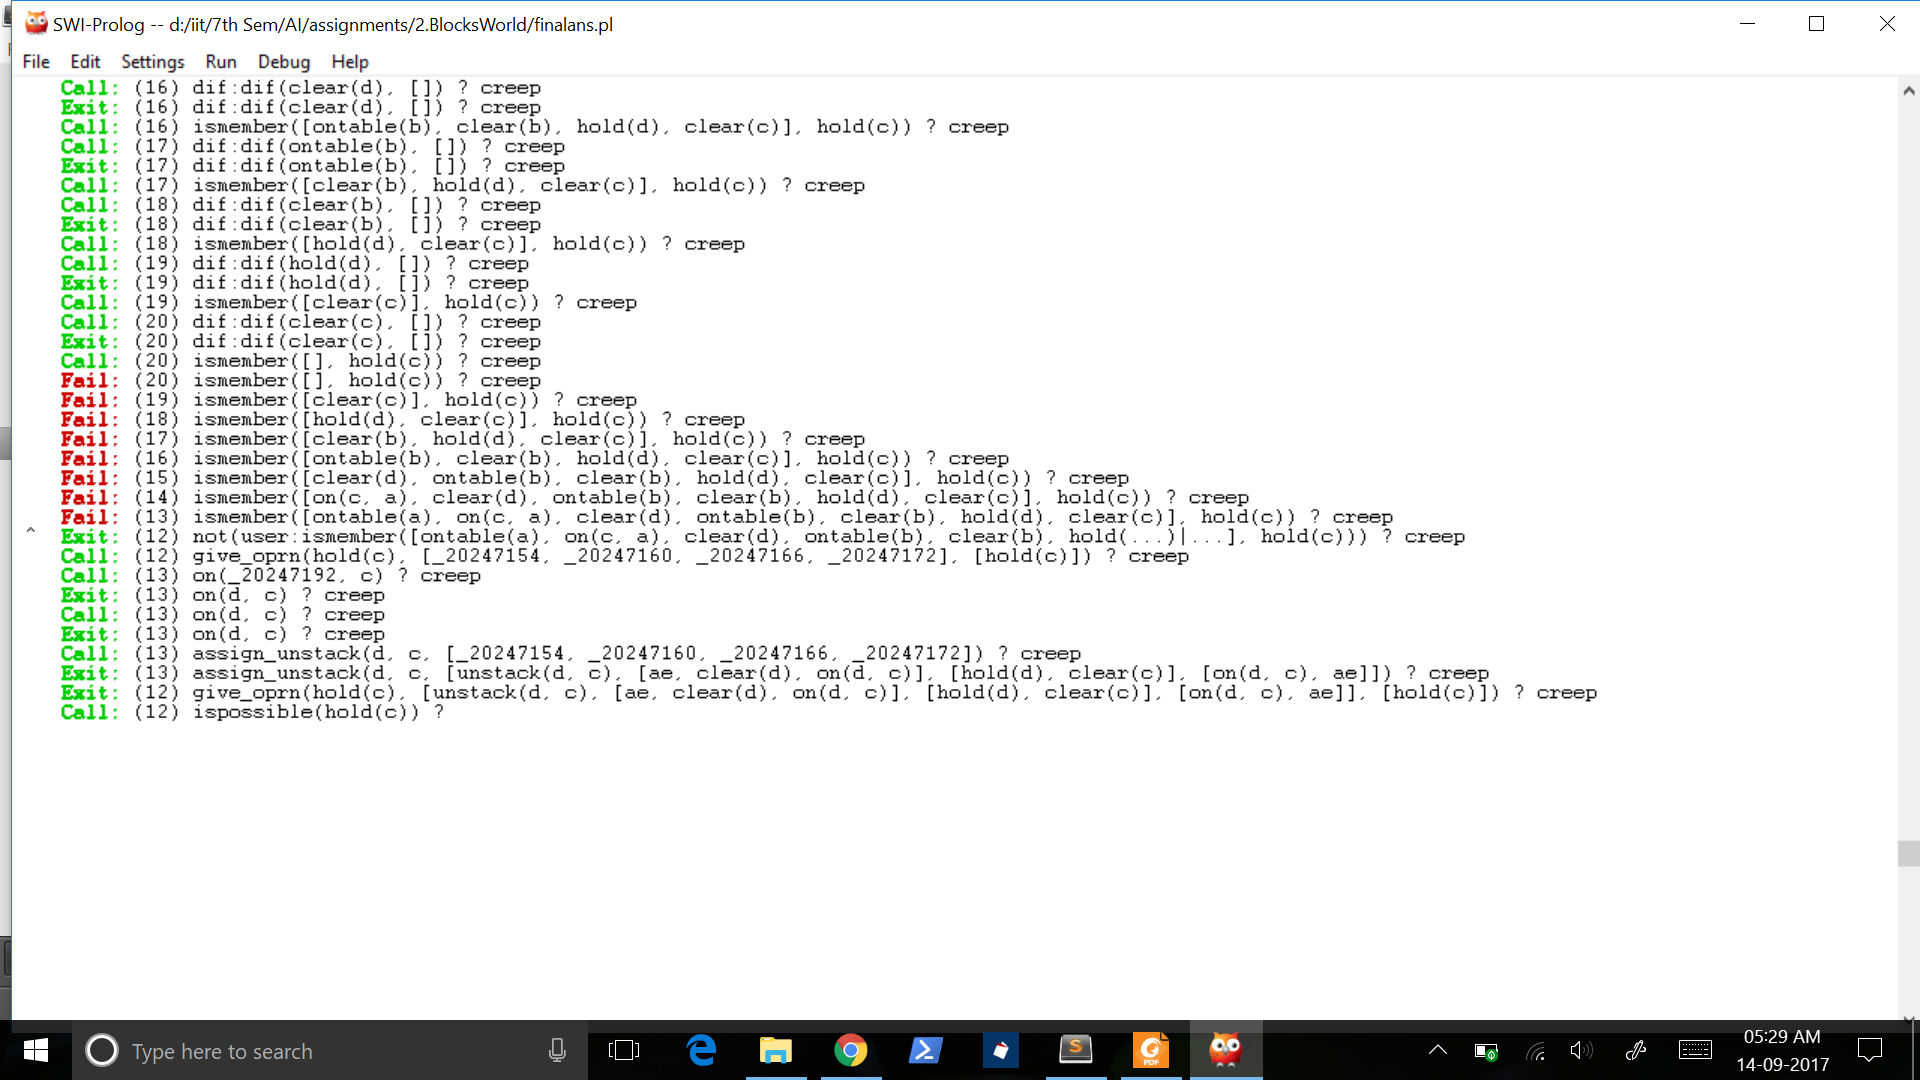 SWI-Prolog -- d:/iit/7th Sem/AI/assignments/2.BlocksWorld/finalans.pl
File Edit Settings Run Debug Help
Call: (16) dif:dif(clear(d), []) ? creep
Exit: (16) dif:dif(clear(d), []) ? creep
Call: (16) ismember([ontable(b), clear(b), hold(d), clear(c)], hold(c)) ? creep
Call: (17) dif:dif(ontable(b), []) ? creep
Exit: (17) dif:dif(ontable(b), []) ? creep
Call: (17) ismember([clear(b), hold(d), clear(c)], hold(c)) ? creep
Call: (18) dif:dif(clear(b), []) ? creep
Exit: (18) dif:dif(clear(b), []) ? creep
Call: (18) ismember([hold(d), clear(c)], hold(c)) ? creep
Call: (19) dif:dif(hold(d), []) ? creep
Exit: (19) dif:dif(hold(d), []) ? creep
Call: (19) ismember([clear(c)], hold(c)) ? creep
Call: (20) dif:dif(clear(c), []) ? creep
Exit: (20) dif:dif(clear(c), []) ? creep
Call: (20) ismember([], hold(c)) ? creep
Fail: (20) ismember([], hold(c)) ? creep
Fail: (19) ismember([clear(c)], hold(c)) ? creep
Fail: (18) ismember([hold(d), clear(c)], hold(c)) ? creep
Fail: (17) ismember([clear(b), hold(d), clear(c)], hold(c)) ? creep
Fail: (16) ismember([ontable(b), clear(b), hold(d), clear(c)], hold(c)) ? creep
Fail: (15) ismember([clear(d), ontable(b), clear(b), hold(d), clear(c)], hold(c)) ? creep
Fail: (14) ismember([on(c, a), clear(d), ontable(b), clear(b), hold(d), clear(c)], hold(c)) ? creep
Fail: (13) ismember([ontable(a), on(c, a), clear(d), ontable(b), clear(b), hold(d), clear(c)], hold(c)) ? creep
Exit: (12) not(user:ismember([ontable(a), on(c, a), clear(d), ontable(b), clear(b), hold(...)|...], hold(c))) ? creep
Call: (12) give_oprn(hold(c), [_20247154, _20247160, _20247166, _20247172], [hold(c)]) ? creep
Call: (13) on(_20247192, c) ? creep
Exit: (13) on(d, c) ? creep
Call: (13) on(d, c) ? creep
Exit: (13) on(d, c) ? creep
Call: (13) assign_unstack(d, c, [_20247154, _20247160, _20247166, _20247172]) ? creep
Exit: (13) assign_unstack(d, c, [unstack(d, c), [ae, clear(d), on(d, c)], [hold(d), clear(c)], [on(d, c), ae]]) ? creep
Exit: (12) give_oprn(hold(c), [unstack(d, c), [ae, clear(d), on(d, c)], [hold(d), clear(c)], [on(d, c), ae]], [hold(c)]) ? creep
Call: (12) ispossible(hold(c)) ?
Type here to search
05:29 AM
14-09-2017